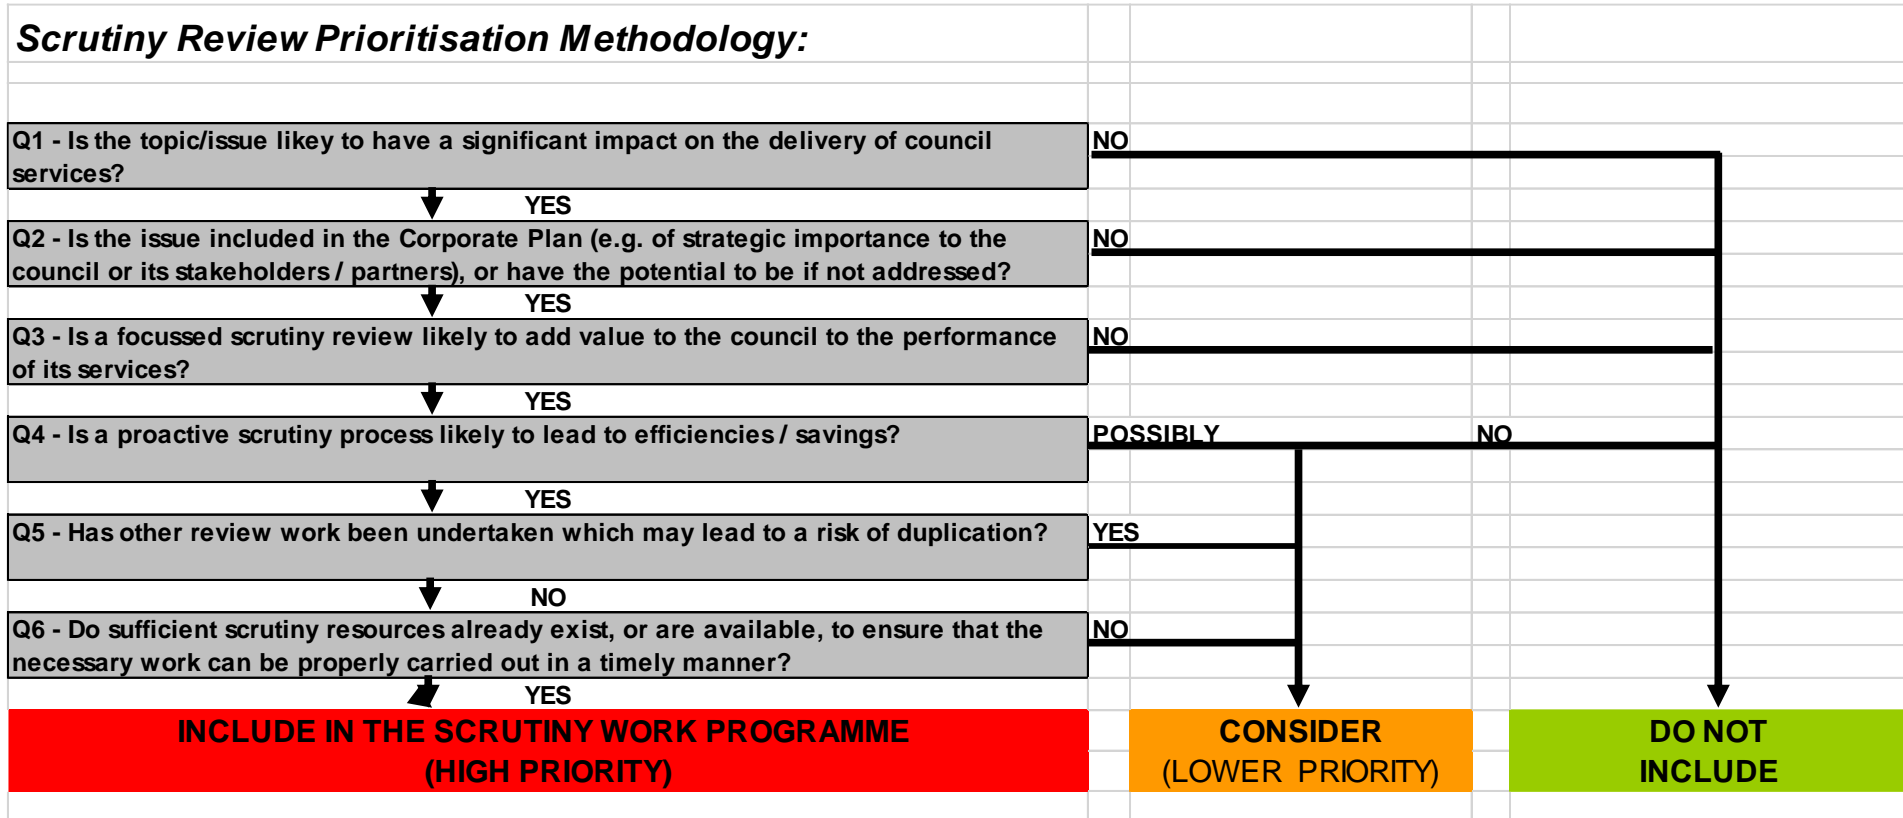 Scrutiny Review Prioritisation Methodology:
Q1 - Is the topic/issue likey to have a significant impact on the delivery of council
services?
NO
YES
Q2 - Is the issue included in the Corporate Plan (e.g. of strategic importance to the
council or its stakeholders / partners), or have the potential to be if not addressed?
NO
YES
Q3 - Is a focussed scrutiny review likely to add value to the council to the performance
of its services?
NO
YES
Q4 - Is a proactive scrutiny process likely to lead to efficiencies / savings?
POSSIBLY
NO
YES
Q5 - Has other review work been undertaken which may lead to a risk of duplication?
YES
NO
Q6 - Do sufficient scrutiny resources already exist, or are available, to ensure that the
necessary work can be properly carried out in a timely manner?
NO
YES
INCLUDE IN THE SCRUTINY WORK PROGRAMME
(HIGH PRIORITY)
CONSIDER
(LOWER PRIORITY)
DO NOT
INCLUDE